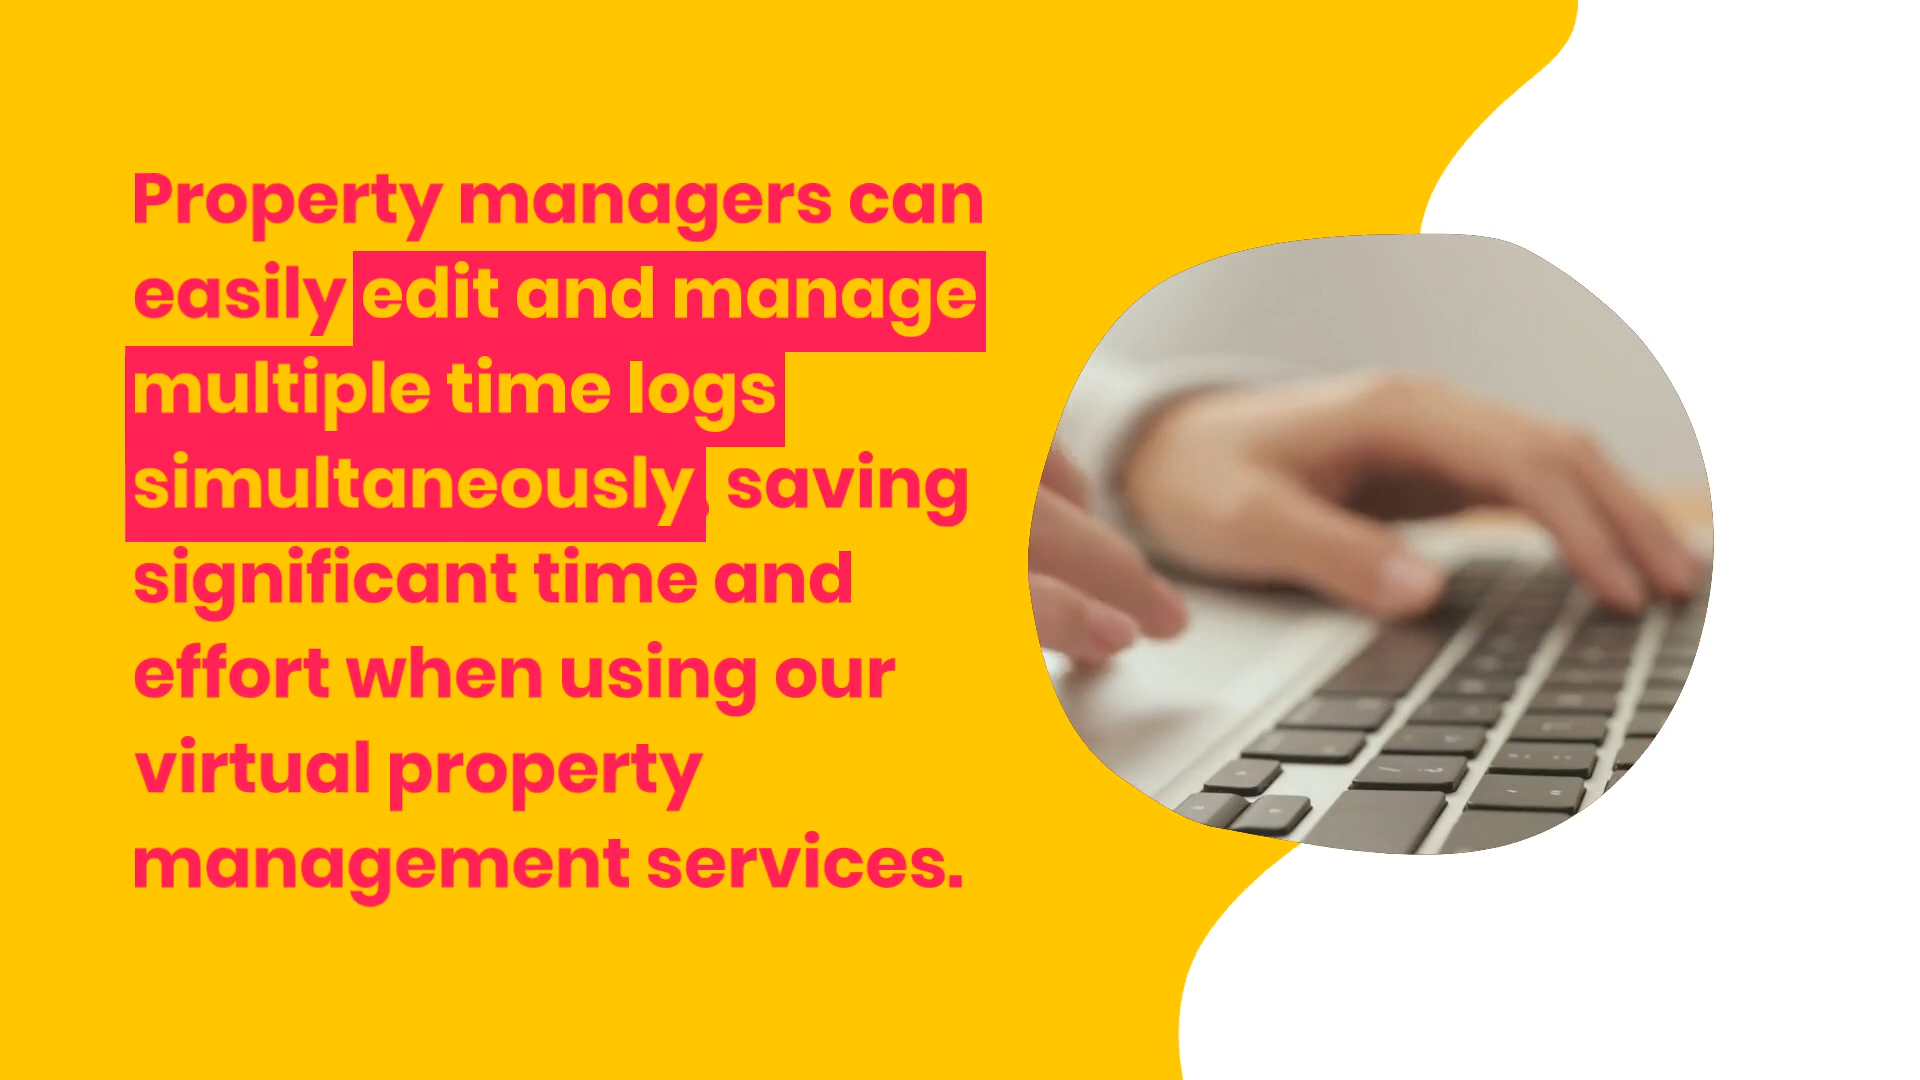 Property managers can
easily edit and manage
multiple time logs
simultaneously, saving
significant time and
effort when using our
virtual property
management services.